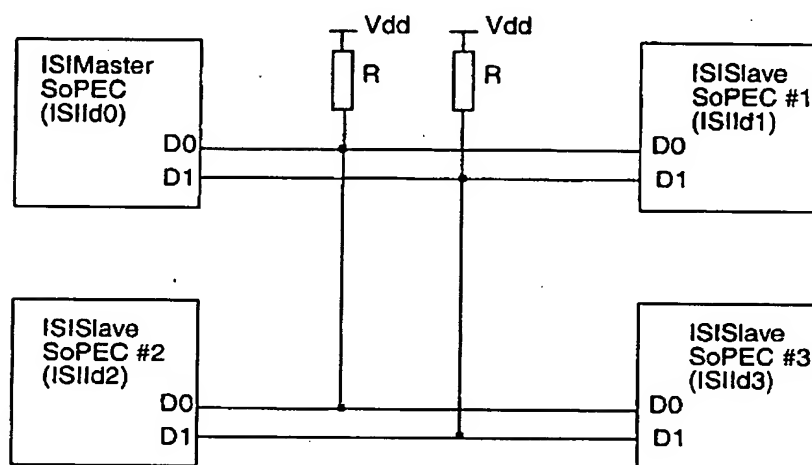 Vdd
Vdd
R
R
ISIMaster
SoPEC
(ISIId0)
D0
D1
ISISlave
SoPEC #1
(ISIId1)
D0
D1
ISISlave
SoPEC #2
(ISIId2)
D0
D1
ISISlave
SoPEC #3
(ISIId3)
D0
D1